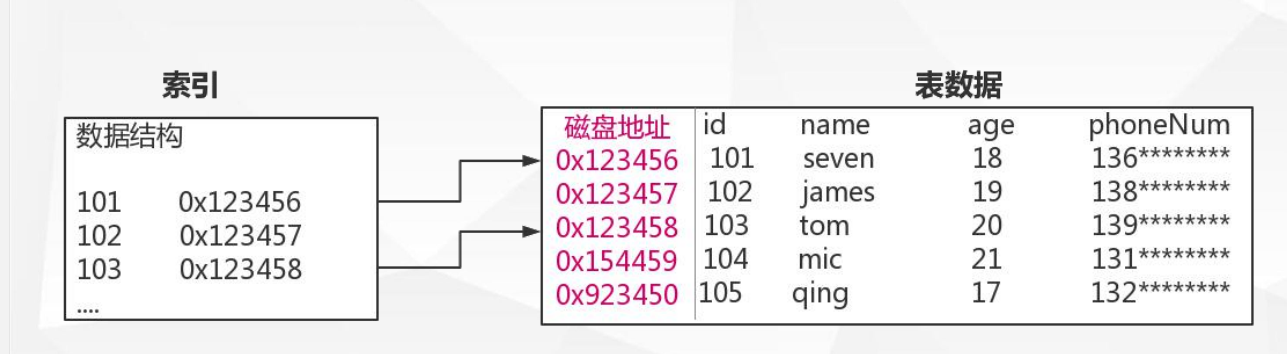 索引
数据结构
101 0x123456
102 0x123457
103 0x123458
....
表数据
磁盘地址 id name age phoneNum
0x123456 101 seven 18 136********
0x123457 102 james 19 138********
0x123458 103 tom 20 139********
0x154459 104 mic 21 131********
0x923450 105 qing 17 132********